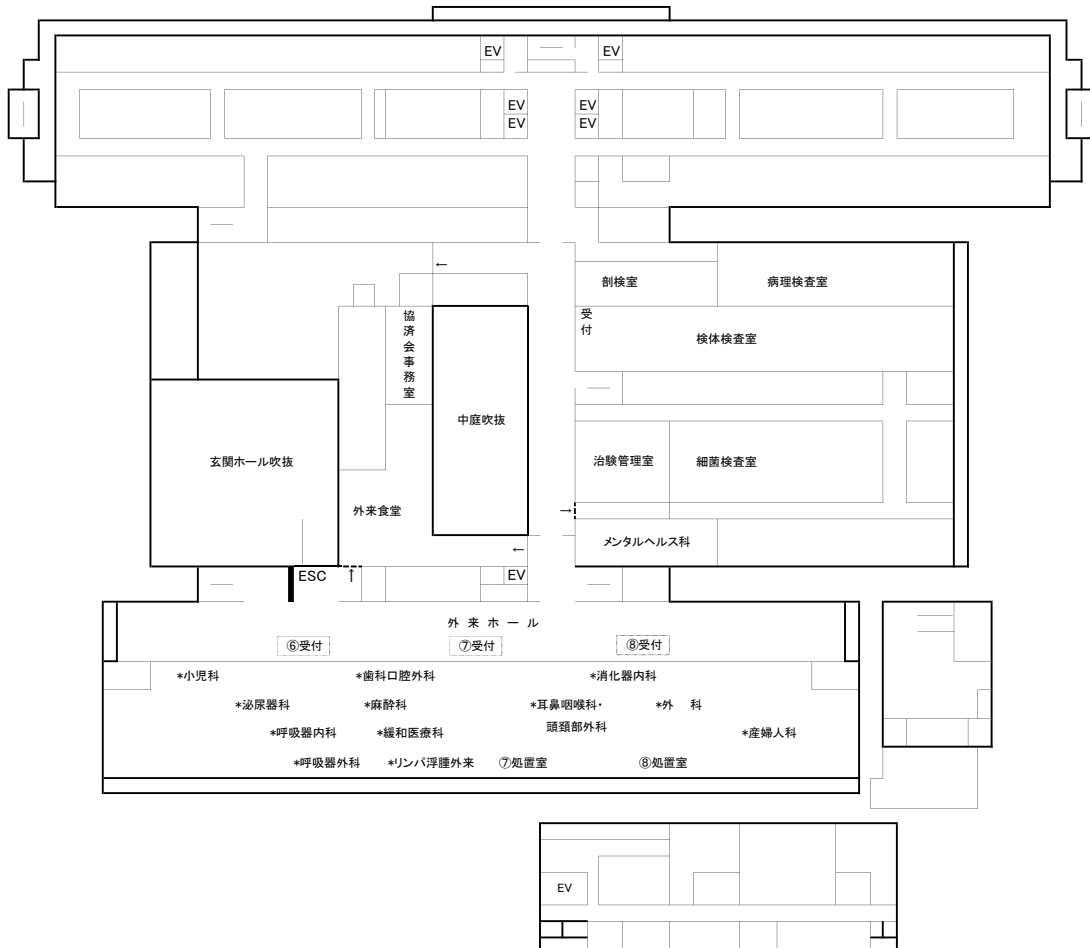 EV
EV
EV
EV
EV
EV
←
剖検室
病理検査室
協済会事務室
受付
検体検査室
中庭吹抜
玄関ホール吹抜
治験管理室
細菌検査室
外来食堂
→
←
メンタルヘルス科
ESC
↑
EV
外来ホール
⑥受付
⑦受付
⑧受付
*小児科
*歯科口腔外科
*消化器内科
*泌尿器科
*麻酔科
*耳鼻咽喉科・
頭頚部外科
*外 科
*呼吸器内科
*緩和医療科
*産婦人科
*呼吸器外科
*リンパ浮腫外来
⑦処置室
⑧処置室
EV